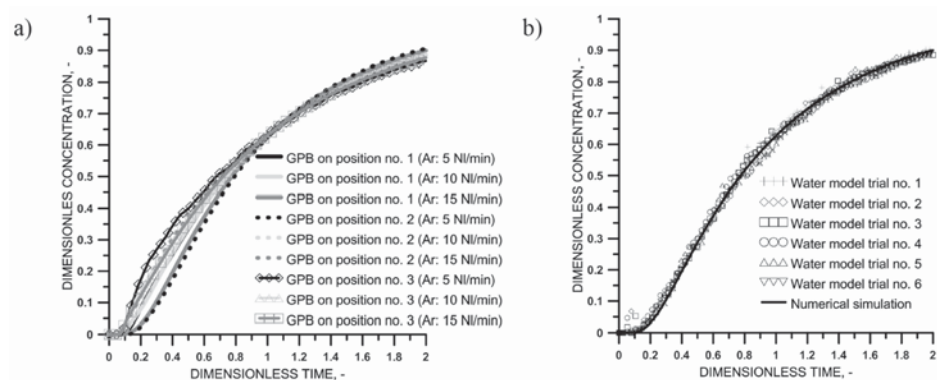 a)
DIMENSIONLESS CONCENTRATION, -
1
0.9
0.8
0.7
0.6
0.5
0.4
0.3
0.2
0.1
0
GPB on position no. 1 (Ar: 5 Nl/min)
GPB on position no. 1 (Ar: 10 Nl/min)
GPB on position no. 1 (Ar: 15 Nl/min)
GPB on position no. 2 (Ar: 5 Nl/min)
GPB on position no. 2 (Ar: 10 Nl/min)
GPB on position no. 2 (Ar: 15 Nl/min)
GPB on position no. 3 (Ar: 5 Nl/min)
GPB on position no. 3 (Ar: 10 Nl/min)
GPB on position no. 3 (Ar: 15 Nl/min)
0 0.2 0.4 0.6 0.8 1 1.2 1.4 1.6 1.8 2
DIMENSIONLESS TIME, -
b)
DIMENSIONLESS CONCENTRATION, -
1
0.9
0.8
0.7
0.6
0.5
0.4
0.3
0.2
0.1
0
Water model trial no. 1
Water model trial no. 2
Water model trial no. 3
Water model trial no. 4
Water model trial no. 5
Water model trial no. 6
Numerical simulation
0 0.2 0.4 0.6 0.8 1 1.2 1.4 1.6 1.8 2
DIMENSIONLESS TIME, -